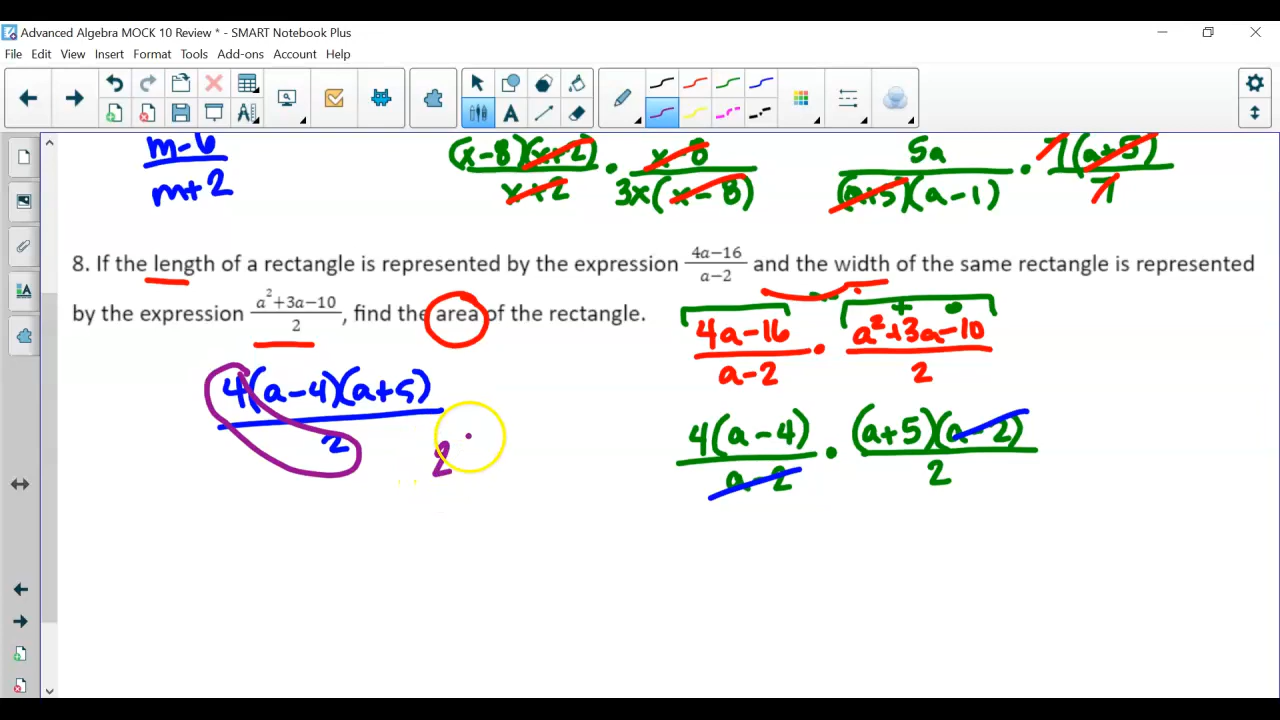 Advanced Algebra MOCK 10 Review * - SMART Notebook Plus
File Edit View Insert Format Tools Add-ons Account Help
m-6
m+2
(x-8)(x+2) · x-8
x+2 3x(x-8)
5a · 7(a+5)
(a+5)(a-1) 7
8. If the length of a rectangle is represented by the expression 4a−16 / a−2 and the width of the same rectangle is represented
by the expression a²+3a−10 / 2, find the area of the rectangle.
+
4a-16 · a²+3a-10
a-2 2
4(a-4)(a+5)
2
2
4(a-4) · (a+5)(a-2)
a-2 2